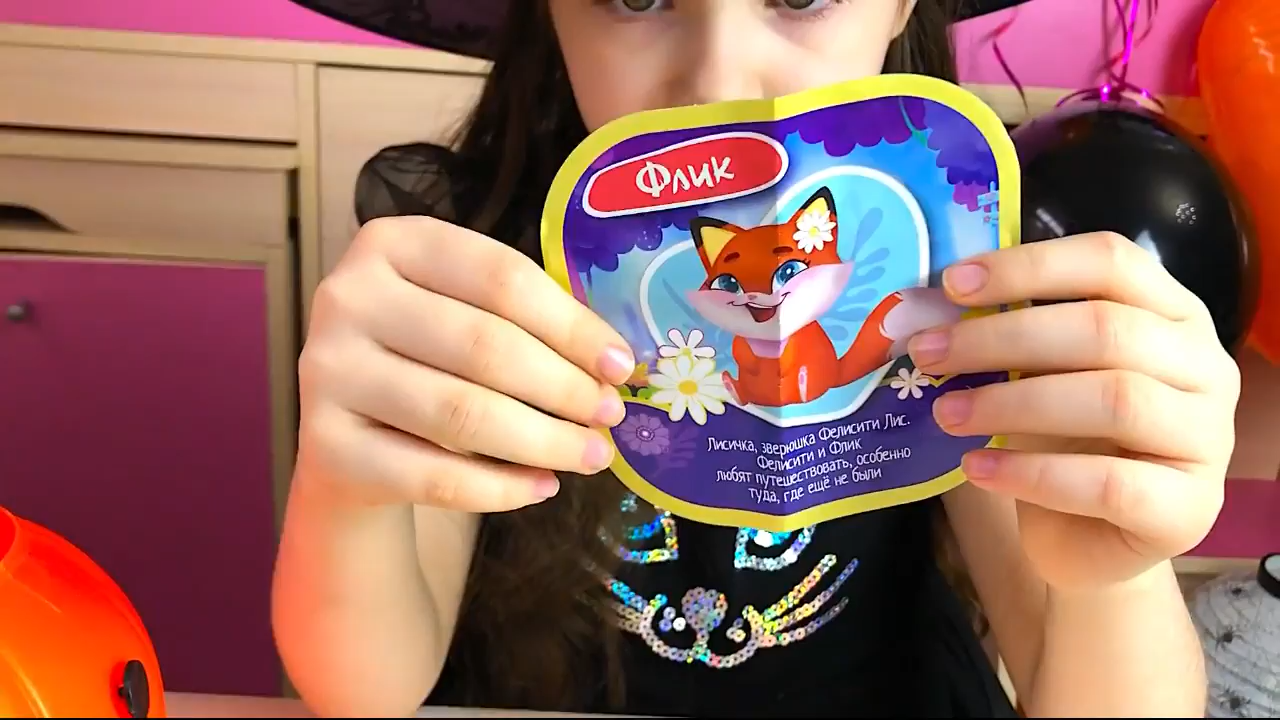 Флик
Лисичка, зверюшка Фелисити Лис.
Фелисити и Флик
любят путешествовать, особенно
туда, где ещё не были